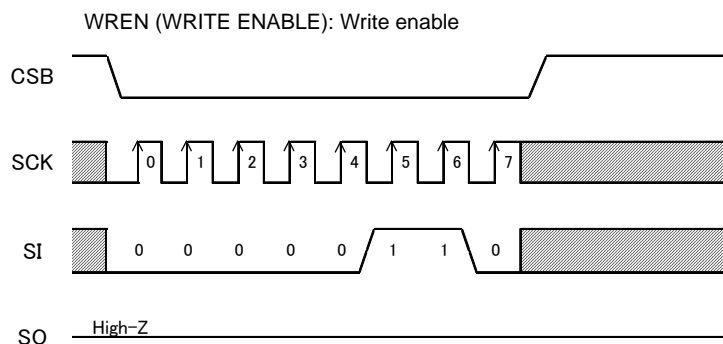 WREN (WRITE ENABLE): Write enable
CSB
SCK
0 1 2 3 4 5 6 7
SI
0 0 0 0 0 1 1 0
High-Z
SO